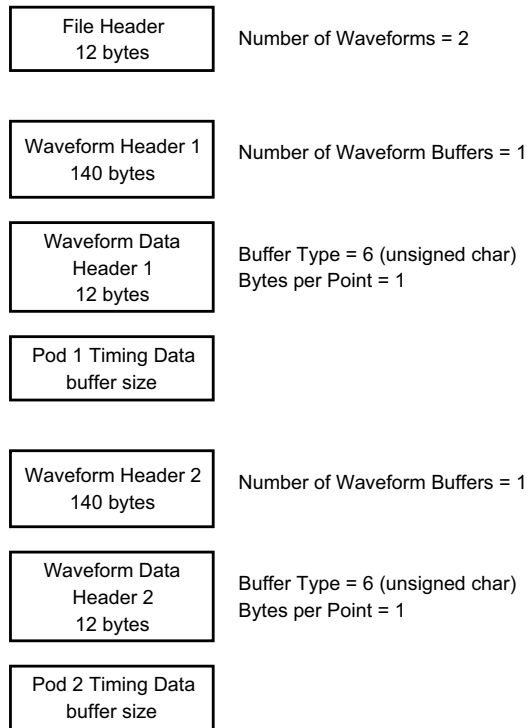 File Header
12 bytes
Number of Waveforms = 2
Waveform Header 1
140 bytes
Number of Waveform Buffers = 1
Waveform Data
Header 1
12 bytes
Buffer Type = 6 (unsigned char)
Bytes per Point = 1
Pod 1 Timing Data
buffer size
Waveform Header 2
140 bytes
Number of Waveform Buffers = 1
Waveform Data
Header 2
12 bytes
Buffer Type = 6 (unsigned char)
Bytes per Point = 1
Pod 2 Timing Data
buffer size